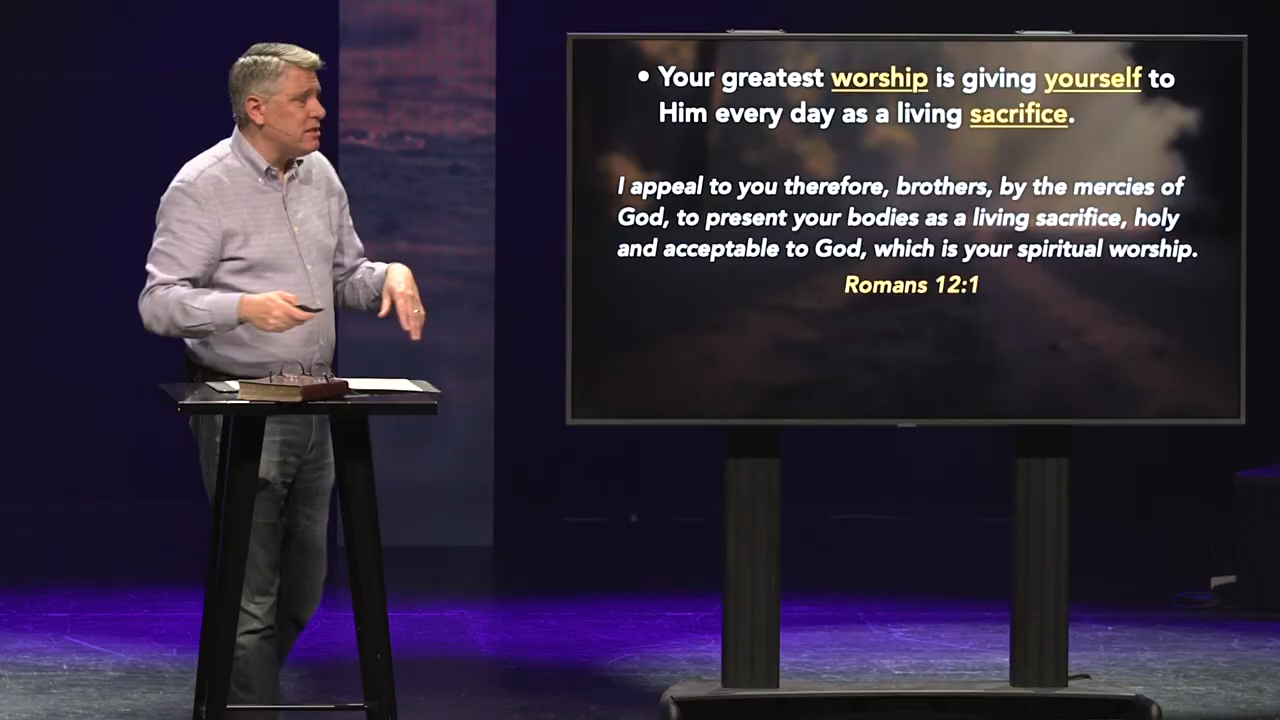 • Your greatest worship is giving yourself to
Him every day as a living sacrifice.
I appeal to you therefore, brothers, by the mercies of
God, to present your bodies as a living sacrifice, holy
and acceptable to God, which is your spiritual worship.
Romans 12:1